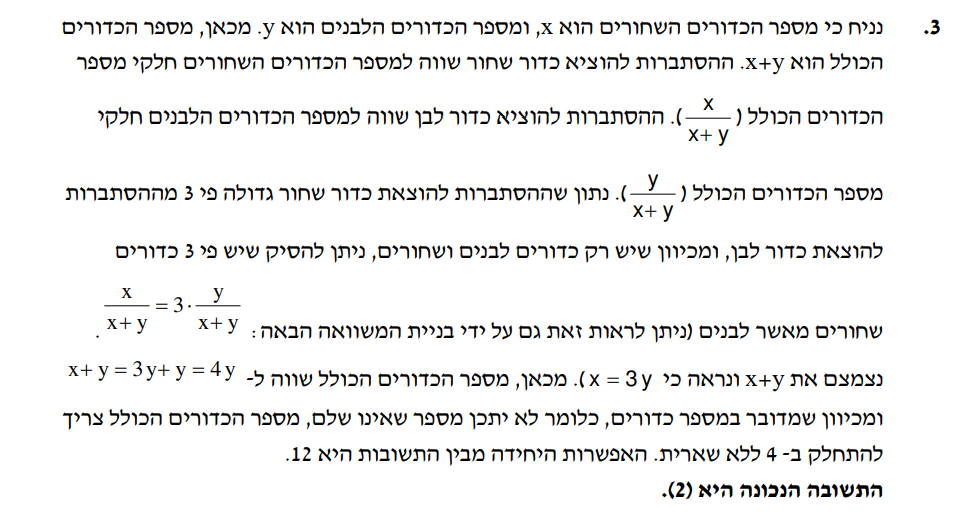 3. נניח כי מספר הכדורים השחורים הוא x, ומספר הכדורים הלבנים הוא y. מכאן, מספר הכדורים
הכולל הוא x+y. ההסתברות להוציא כדור שחור שווה למספר הכדורים השחורים חלקי מספר
הכדורים הכולל (x/(x+y)). ההסתברות להוציא כדור לבן שווה למספר הכדורים הלבנים חלקי
מספר הכדורים הכולל (y/(x+y)). נתון שההסתברות להוצאת כדור שחור גדולה פי 3 מההסתברות
להוצאת כדור לבן, ומכיוון שיש רק כדורים לבנים ושחורים, ניתן להסיק שיש פי 3 כדורים
שחורים מאשר לבנים (ניתן לראות זאת גם על ידי בניית המשוואה הבאה: x/(x+y) = 3·y/(x+y).
נצמצם את x+y ונראה כי x = 3y). מכאן, מספר הכדורים הכולל שווה ל- x+y = 3y+y = 4y
ומכיוון שמדובר במספר כדורים, כלומר לא יתכן מספר שאינו שלם, מספר הכדורים הכולל צריך
להתחלק ב- 4 ללא שארית. האפשרות היחידה מבין התשובות היא 12.
התשובה הנכונה היא (2).